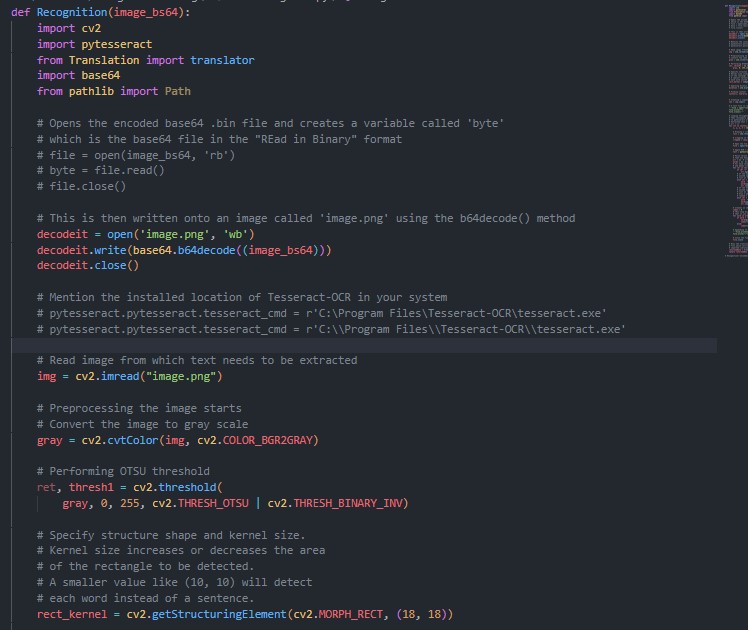 def Recognition(image_bs64):
import cv2
import pytesseract
from Translation import translator
import base64
from pathlib import Path
# Opens the encoded base64 .bin file and creates a variable called 'byte'
# which is the base64 file in the "REad in Binary" format
# file = open(image_bs64, 'rb')
# byte = file.read()
# file.close()
# This is then written onto an image called 'image.png' using the b64decode() method
decodeit = open('image.png', 'wb')
decodeit.write(base64.b64decode((image_bs64)))
decodeit.close()
# Mention the installed location of Tesseract-OCR in your system
# pytesseract.pytesseract.tesseract_cmd = r'C:\Program Files\Tesseract-OCR\tesseract.exe'
# pytesseract.pytesseract.tesseract_cmd = r'C:\\Program Files\\Tesseract-OCR\\tesseract.exe'
# Read image from which text needs to be extracted
img = cv2.imread("image.png")
# Preprocessing the image starts
# Convert the image to gray scale
gray = cv2.cvtColor(img, cv2.COLOR_BGR2GRAY)
# Performing OTSU threshold
ret, thresh1 = cv2.threshold(
gray, 0, 255, cv2.THRESH_OTSU | cv2.THRESH_BINARY_INV)
# Specify structure shape and kernel size.
# Kernel size increases or decreases the area
# of the rectangle to be detected.
# A smaller value like (10, 10) will detect
# each word instead of a sentence.
rect_kernel = cv2.getStructuringElement(cv2.MORPH_RECT, (18, 18))